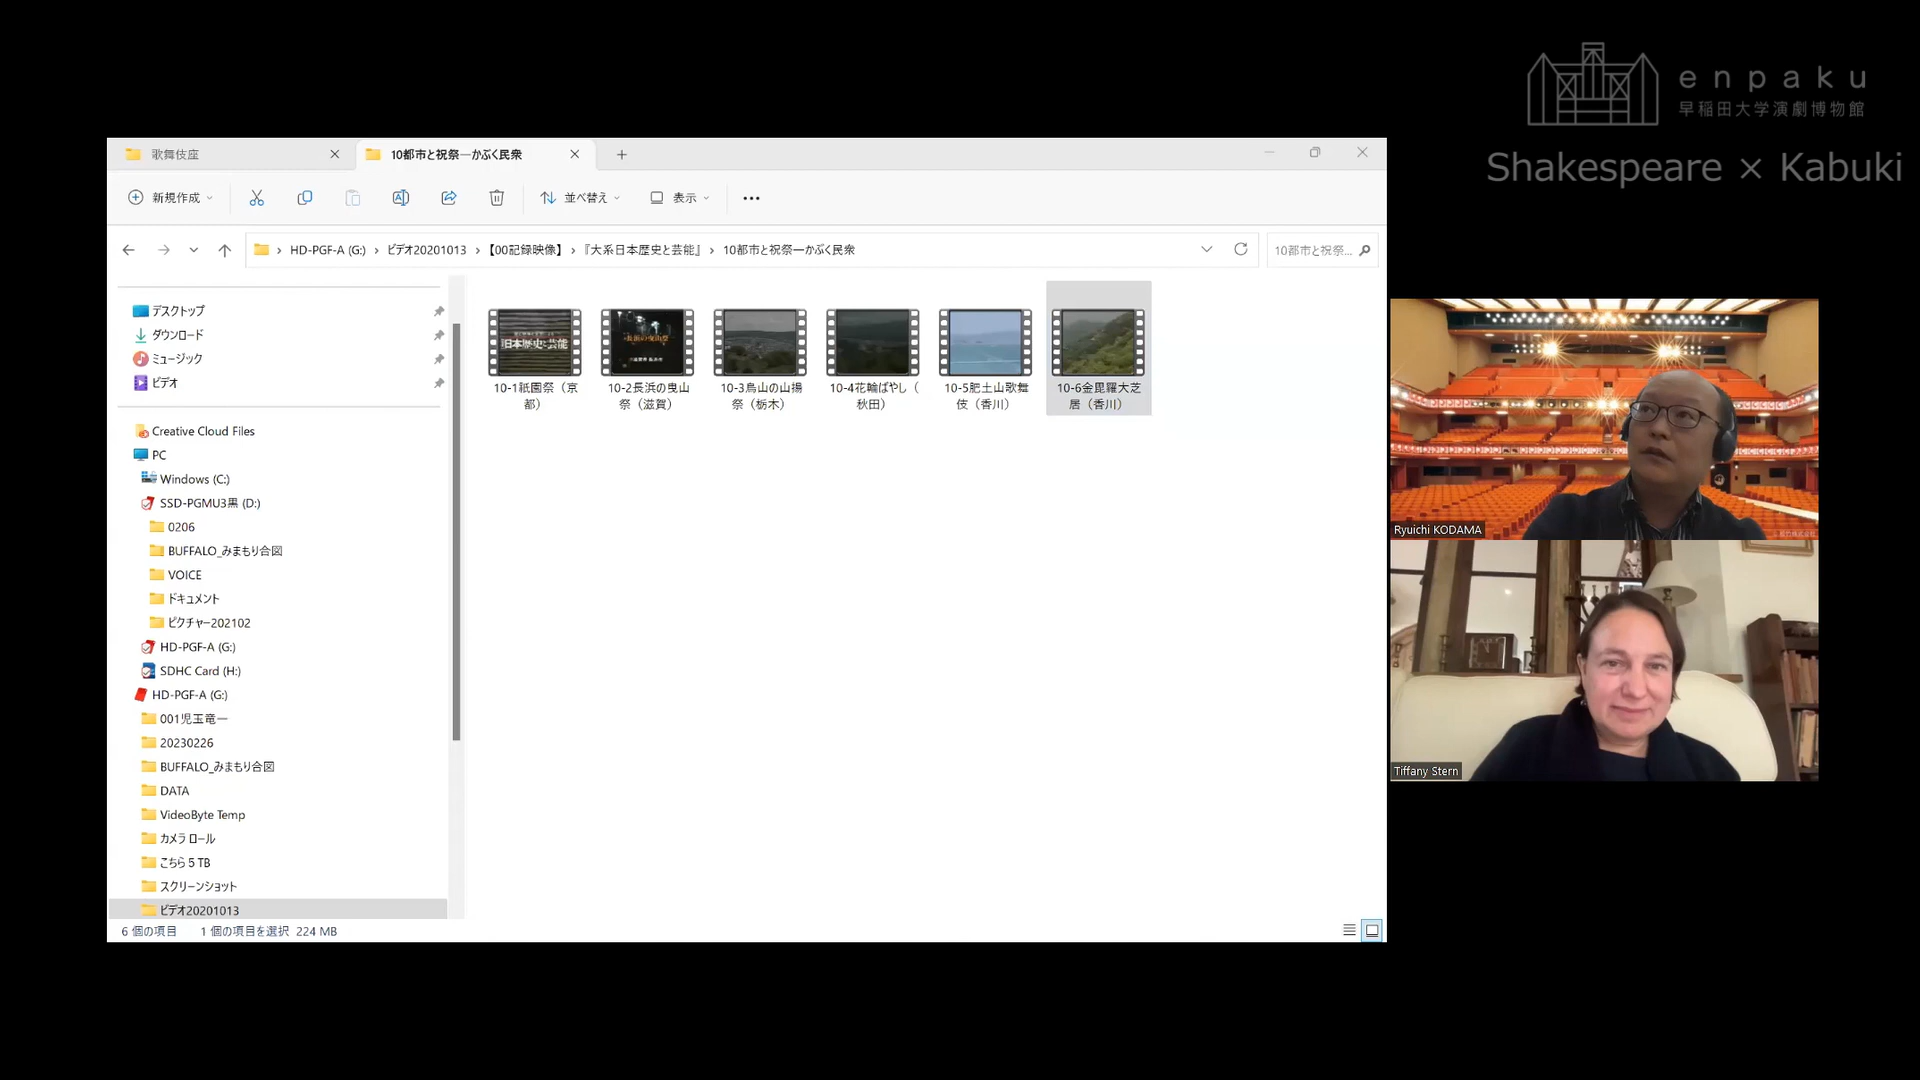 enpaku
早稲田大学演劇博物館
Shakespeare × Kabuki
歌舞伎座
10都市と祝祭―かぶく民衆
新規作成
並べ替え
表示
HD-PGF-A (G:) › ビデオ20201013 › 【00記録映像】 › 『大系日本歴史と芸能』 › 10都市と祝祭―かぶく民衆
10都市と祝祭...
デスクトップ
ダウンロード
ミュージック
ビデオ
Creative Cloud Files
PC
Windows (C:)
SSD-PGMU3黒 (D:)
0206
BUFFALO_みまもり合図
VOICE
ドキュメント
ピクチャー202102
HD-PGF-A (G:)
SDHC Card (H:)
HD-PGF-A (G:)
001児玉竜一
20230226
BUFFALO_みまもり合図
DATA
VideoByte Temp
カメラ ロール
こちら 5 TB
スクリーンショット
ビデオ20201013
日本歴史と芸能
長浜の曳山祭
10-1祇園祭（京
都）
10-2長浜の曳山
祭（滋賀）
10-3烏山の山揚
祭（栃木）
10-4花輪ばやし（
秋田）
10-5肥土山歌舞
伎（香川）
10-6金毘羅大芝
居（香川）
6 個の項目
1 個の項目を選択 224 MB
Ryuichi KODAMA
Tiffany Stern